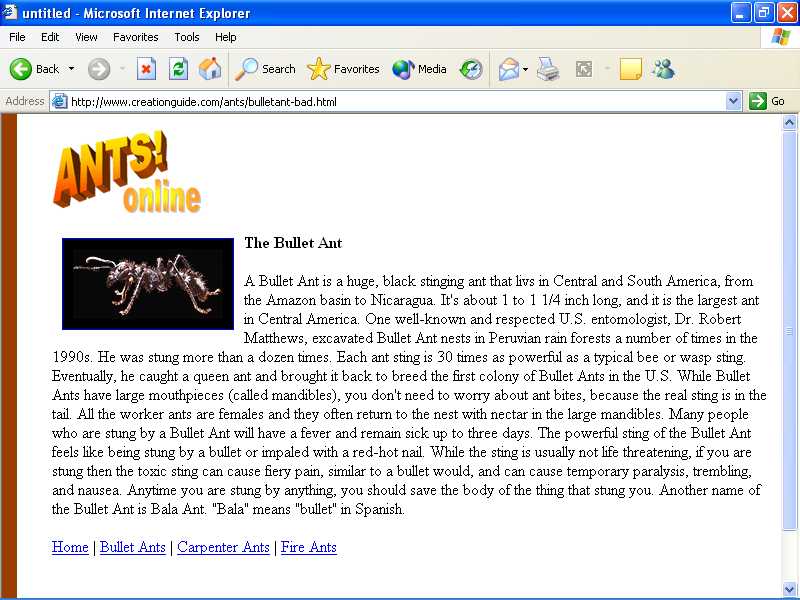 untitled - Microsoft Internet Explorer
File Edit View Favorites Tools Help
Back Search Favorites Media
Address http://www.creationguide.com/ants/bulletant-bad.html Go
ANTS!
online
The Bullet Ant
A Bullet Ant is a huge, black stinging ant that livs in Central and South America, from
the Amazon basin to Nicaragua. It's about 1 to 1 1/4 inch long, and it is the largest ant
in Central America. One well-known and respected U.S. entomologist, Dr. Robert
Matthews, excavated Bullet Ant nests in Peruvian rain forests a number of times in the
1990s. He was stung more than a dozen times. Each ant sting is 30 times as powerful as a typical bee or wasp sting.
Eventually, he caught a queen ant and brought it back to breed the first colony of Bullet Ants in the U.S. While Bullet
Ants have large mouthpieces (called mandibles), you don't need to worry about ant bites, because the real sting is in the
tail. All the worker ants are females and they often return to the nest with nectar in the large mandibles. Many people
who are stung by a Bullet Ant will have a fever and remain sick up to three days. The powerful sting of the Bullet Ant
feels like being stung by a bullet or impaled with a red-hot nail. While the sting is usually not life threatening, if you are
stung then the toxic sting can cause fiery pain, similar to a bullet would, and can cause temporary paralysis, trembling,
and nausea. Anytime you are stung by anything, you should save the body of the thing that stung you. Another name of
the Bullet Ant is Bala Ant. "Bala" means "bullet" in Spanish.
Home | Bullet Ants | Carpenter Ants | Fire Ants